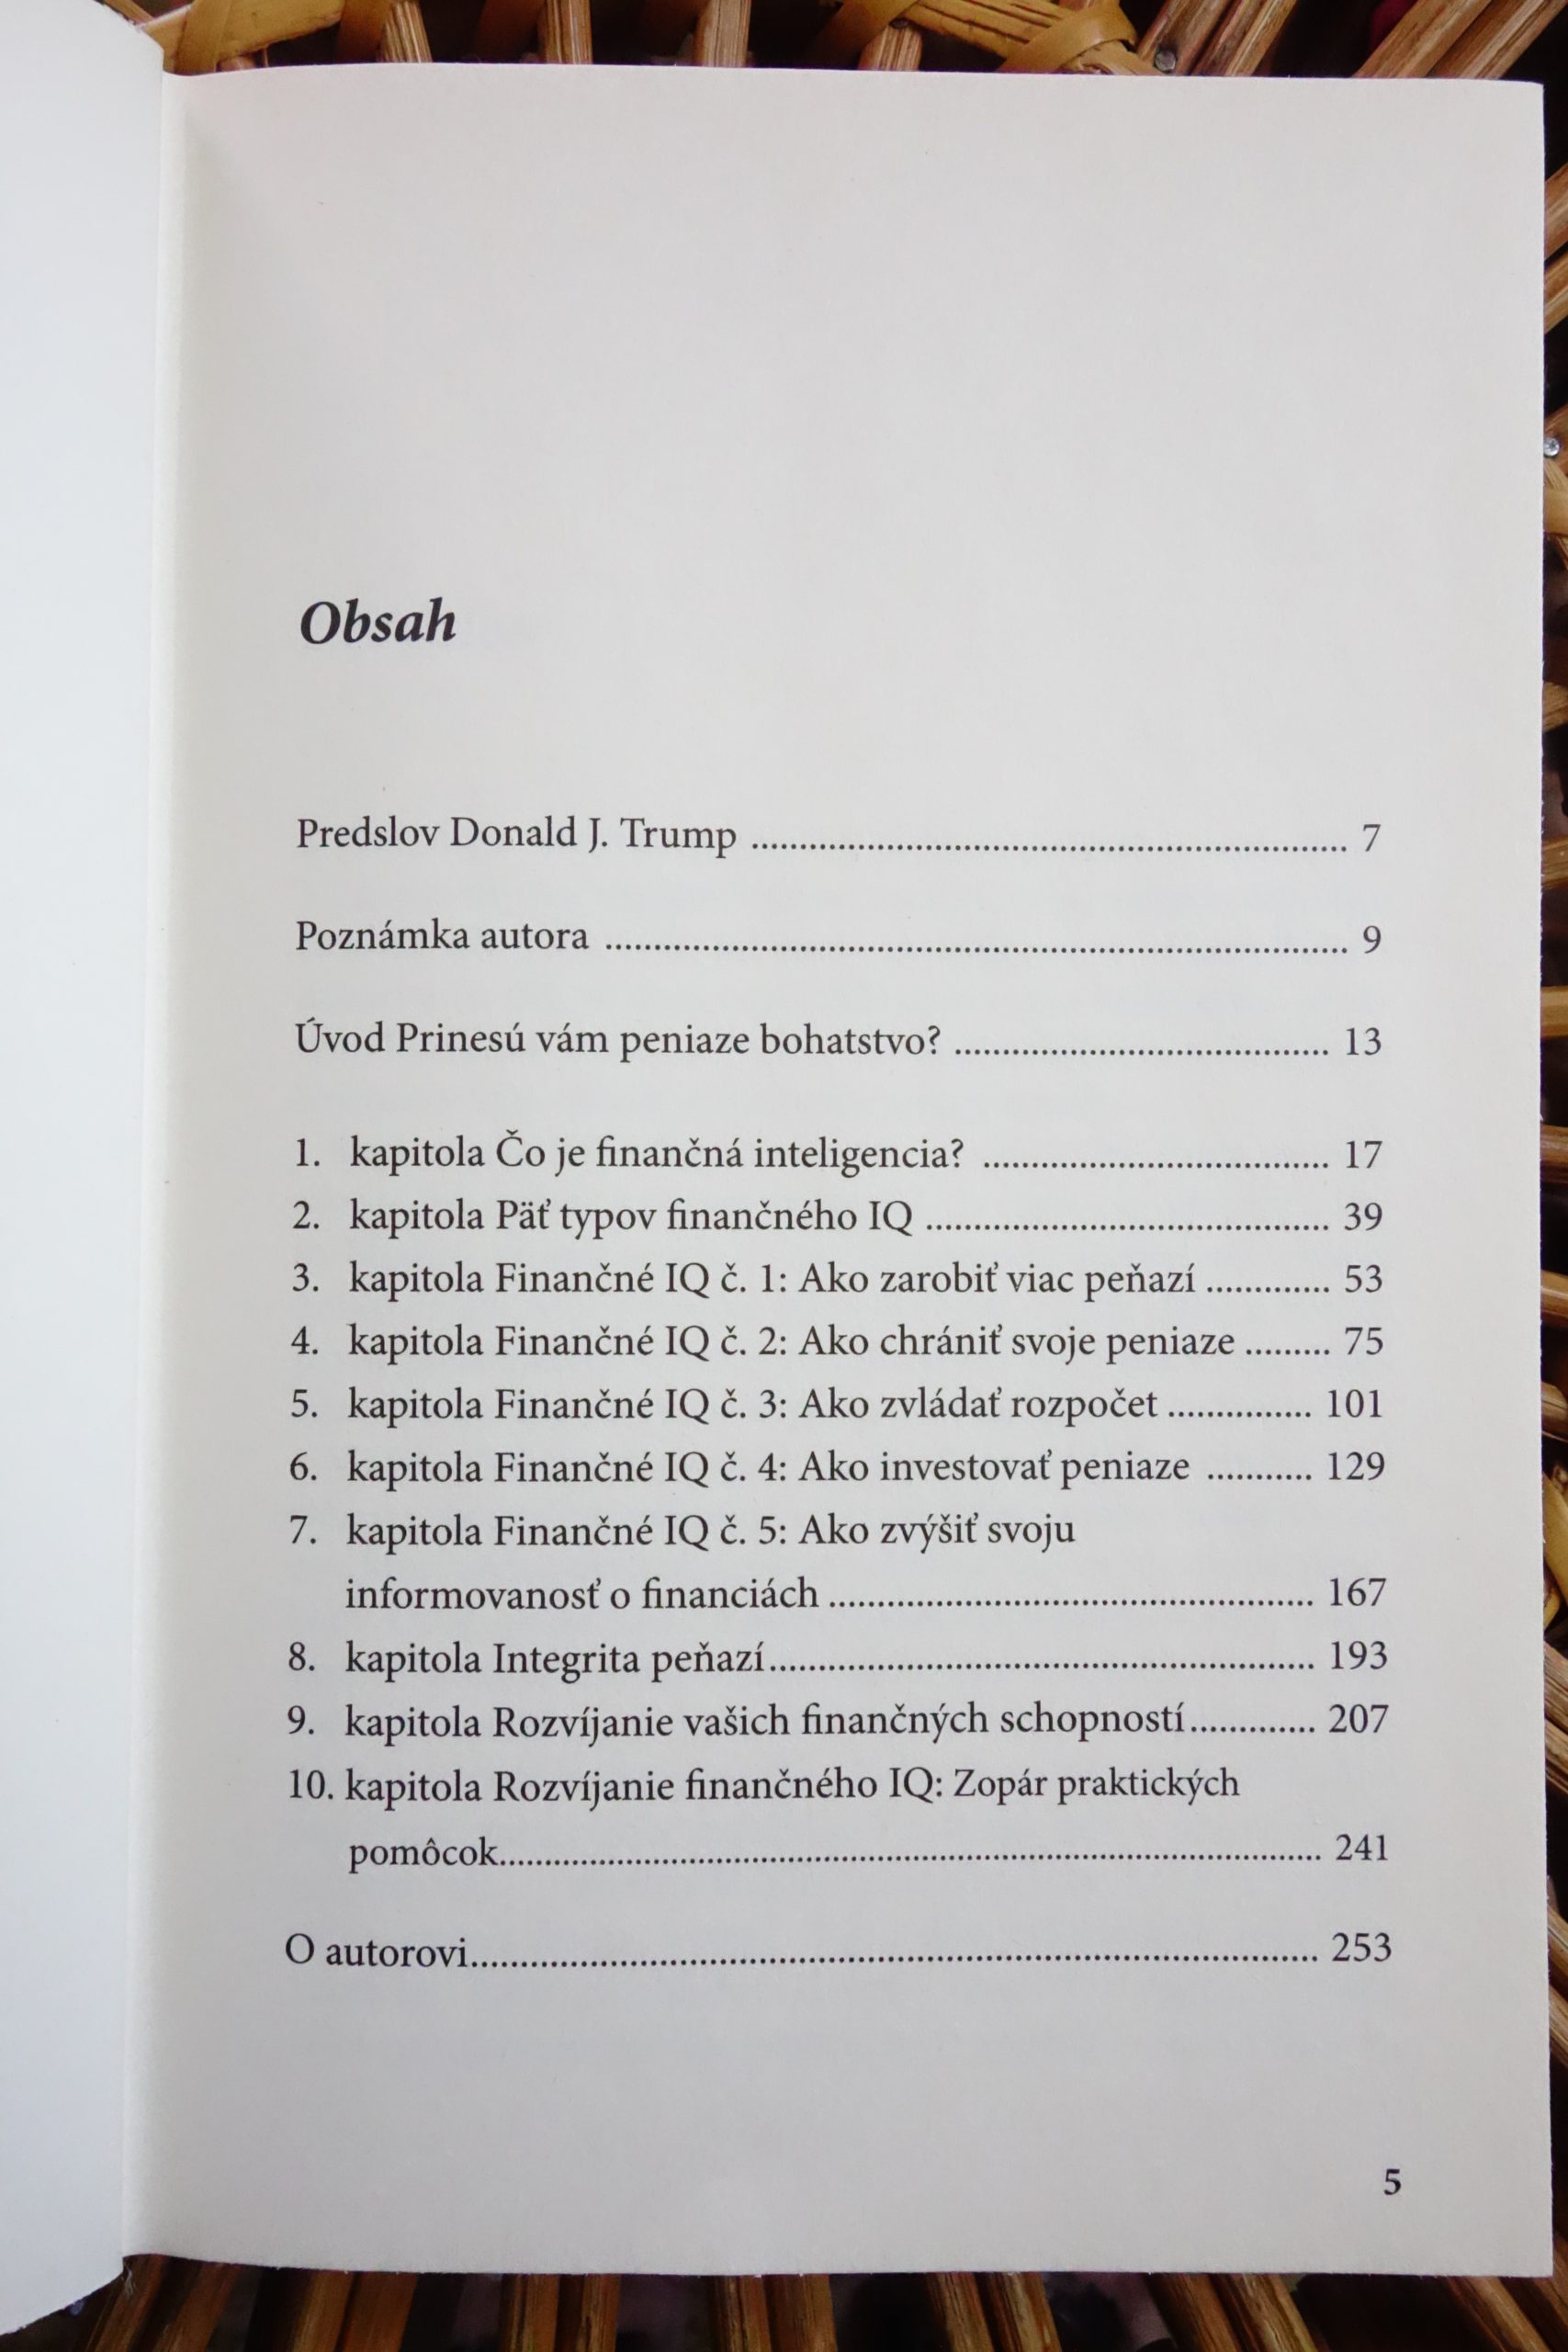 Obsah
Predslov Donald J. Trump ........................................................... 7
Poznámka autora ........................................................................... 9
Úvod Prinesú vám peniaze bohatstvo? ...................................... 13
1. kapitola Čo je finančná inteligencia? ................................... 17
2. kapitola Päť typov finančného IQ ......................................... 39
3. kapitola Finančné IQ č. 1: Ako zarobiť viac peňazí ............. 53
4. kapitola Finančné IQ č. 2: Ako chrániť svoje peniaze ......... 75
5. kapitola Finančné IQ č. 3: Ako zvládať rozpočet ............... 101
6. kapitola Finančné IQ č. 4: Ako investovať peniaze ........... 129
7. kapitola Finančné IQ č. 5: Ako zvýšiť svoju
informovanosť o financiách .................................................. 167
8. kapitola Integrita peňazí........................................................ 193
9. kapitola Rozvíjanie vašich finančných schopností............. 207
10. kapitola Rozvíjanie finančného IQ: Zopár praktických
pomôcok.................................................................................... 241
O autorovi...................................................................................... 253
5